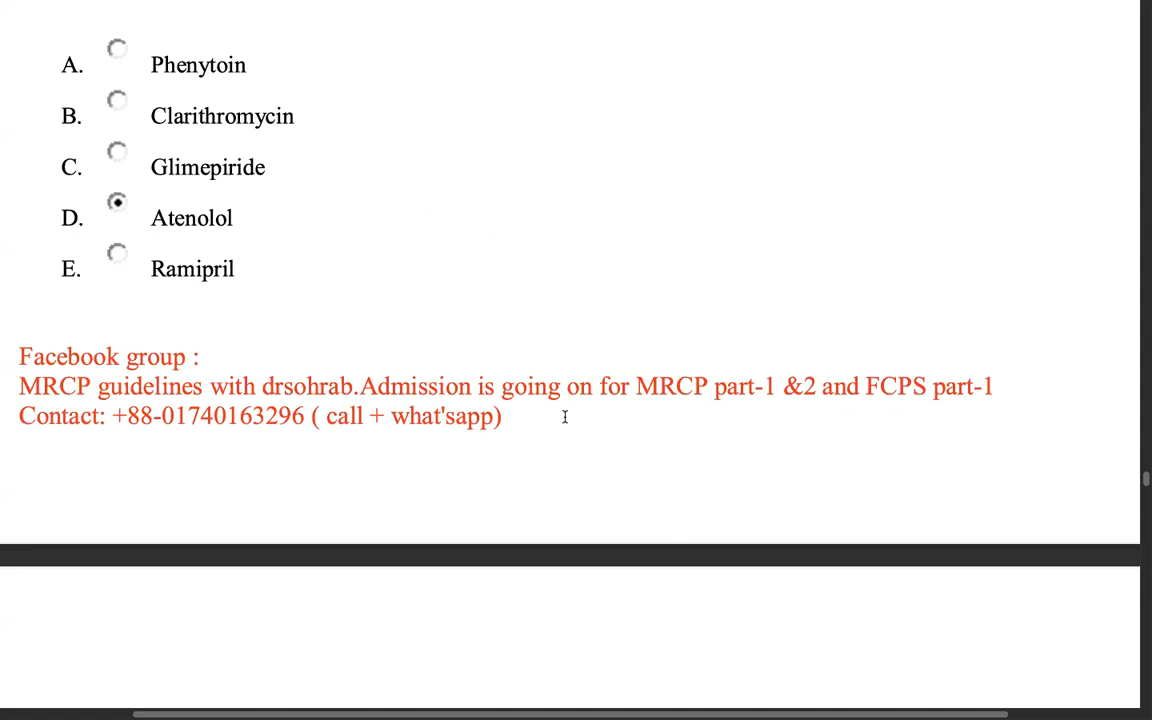 A. Phenytoin
B. Clarithromycin
C. Glimepiride
D. Atenolol
E. Ramipril
Facebook group :
MRCP guidelines with drsohrab.Admission is going on for MRCP part-1 &2 and FCPS part-1
Contact: +88-01740163296 ( call + what'sapp)